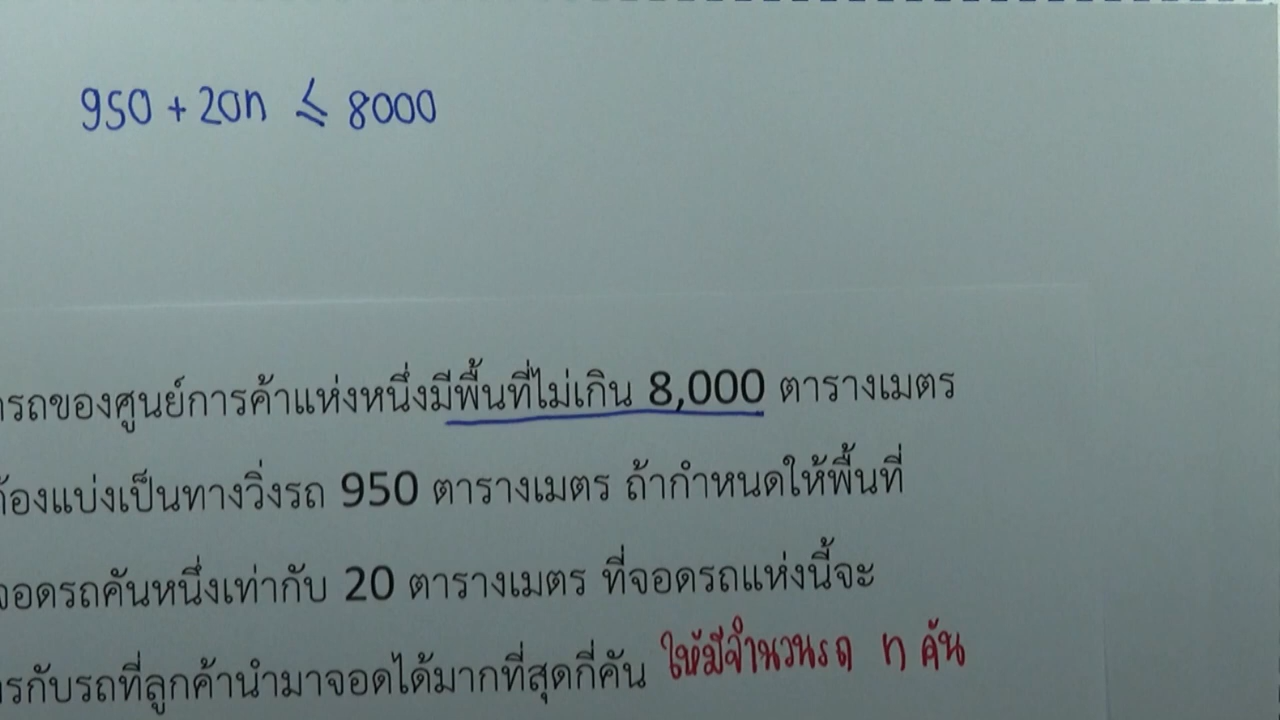 950 + 20n ≤ 8000
รถของศูนย์การค้าแห่งหนึ่งมีพื้นที่ไม่เกิน 8,000 ตารางเมตร
ต้องแบ่งเป็นทางวิ่งรถ 950 ตารางเมตร ถ้ากำหนดให้พื้นที่
จอดรถคันหนึ่งเท่ากับ 20 ตารางเมตร ที่จอดรถแห่งนี้จะ
กับรถที่ลูกค้านำมาจอดได้มากที่สุดกี่คัน ให้มีจำนวนรถ n คัน